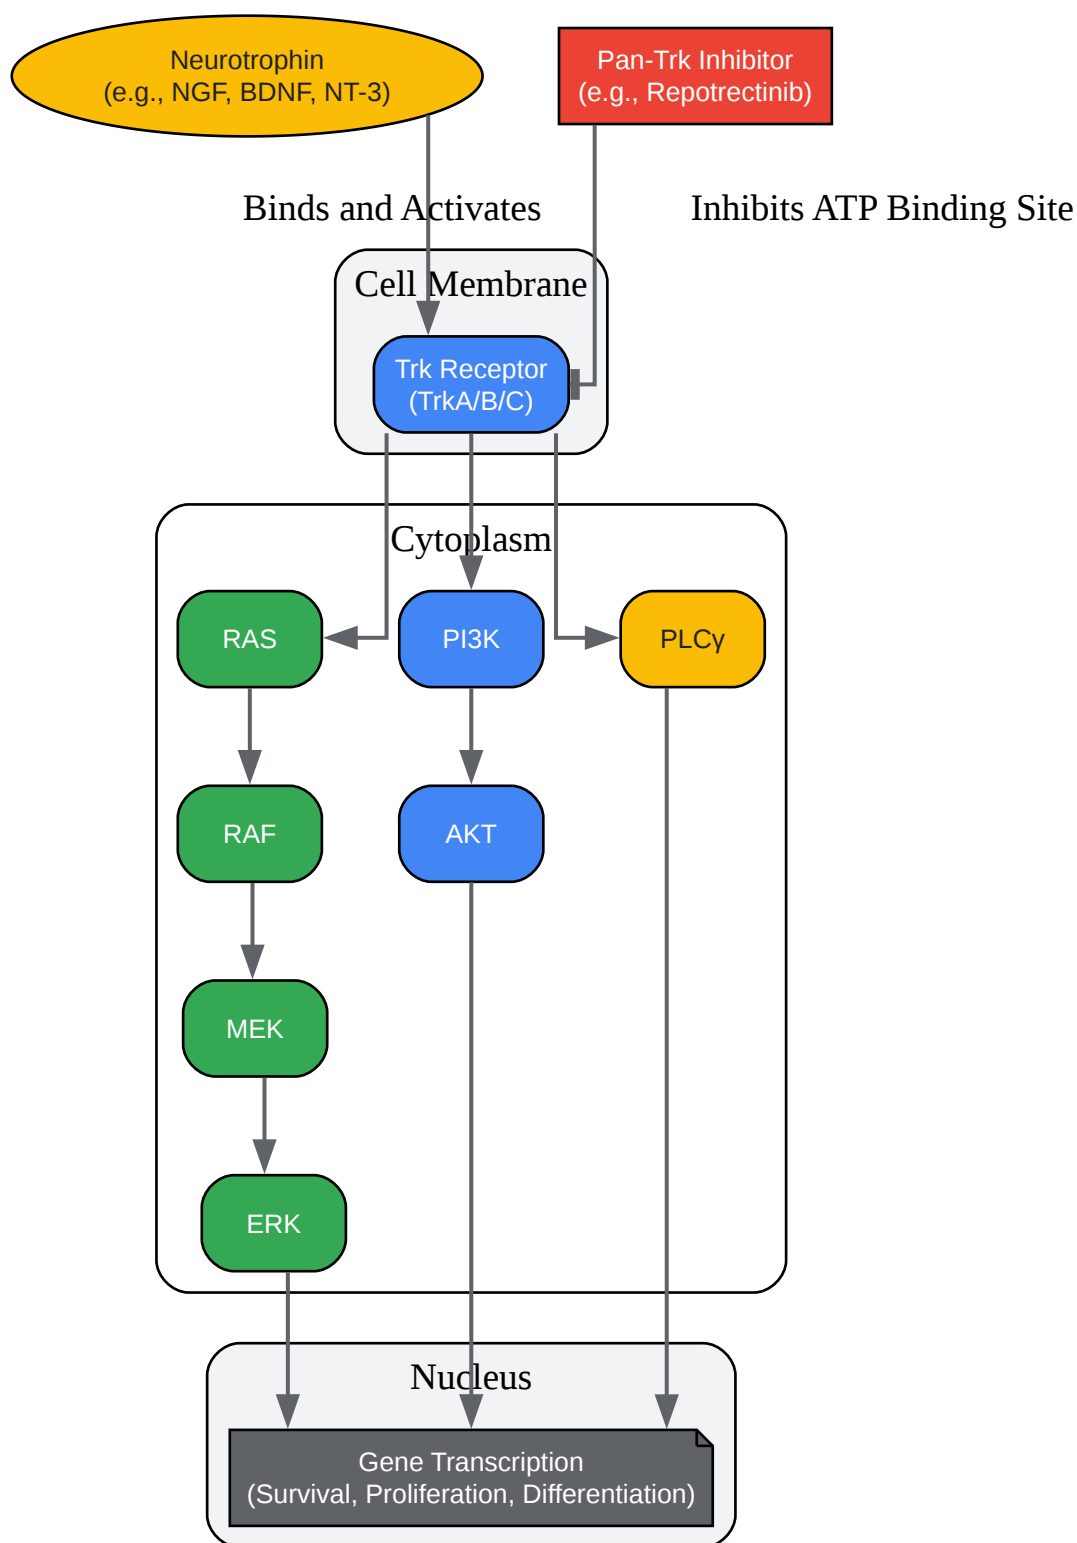 Neurotrophin
(e.g., NGF, BDNF, NT-3)
Pan-Trk Inhibitor
(e.g., Repotrectinib)
Binds and Activates
Inhibits ATP Binding Site
Cell Membrane
Trk Receptor
(TrkA/B/C)
Cytoplasm
RAS
PI3K
PLCγ
RAF
AKT
MEK
ERK
Nucleus
Gene Transcription
(Survival, Proliferation, Differentiation)